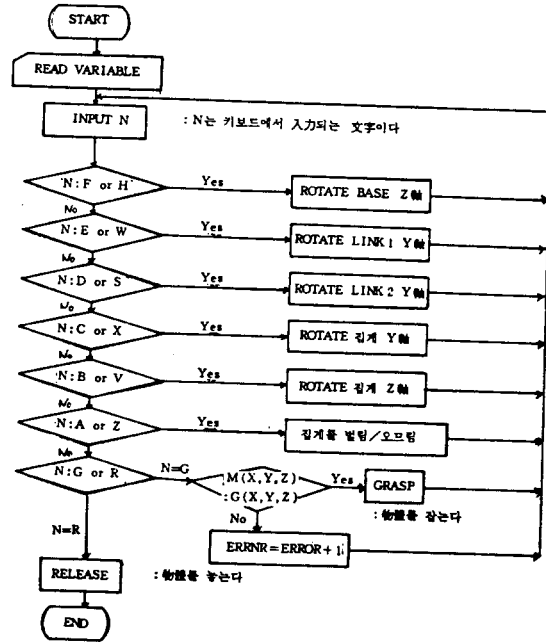 START
READ VARIABLE
INPUT N
: N는 키보드에서 入力되는 文字이다
N:F or H
Yes
ROTATE BASE Z軸
No
N:E or W
Yes
ROTATE LINK1 Y軸
No
N:D or S
Yes
ROTATE LINK2 Y軸
No
N:C or X
Yes
ROTATE 집게 Y軸
No
N:B or V
Yes
ROTATE 집게 Z軸
No
N:A or Z
Yes
집게를 벌림/오므림
No
N:G or R
N=G
M(X,Y,Z)
:G(X,Y,Z)
Yes
GRASP
:物體를 잡는다
No
N=R
ERRNR=ERROR+1
RELEASE
:物體를 놓는다
END